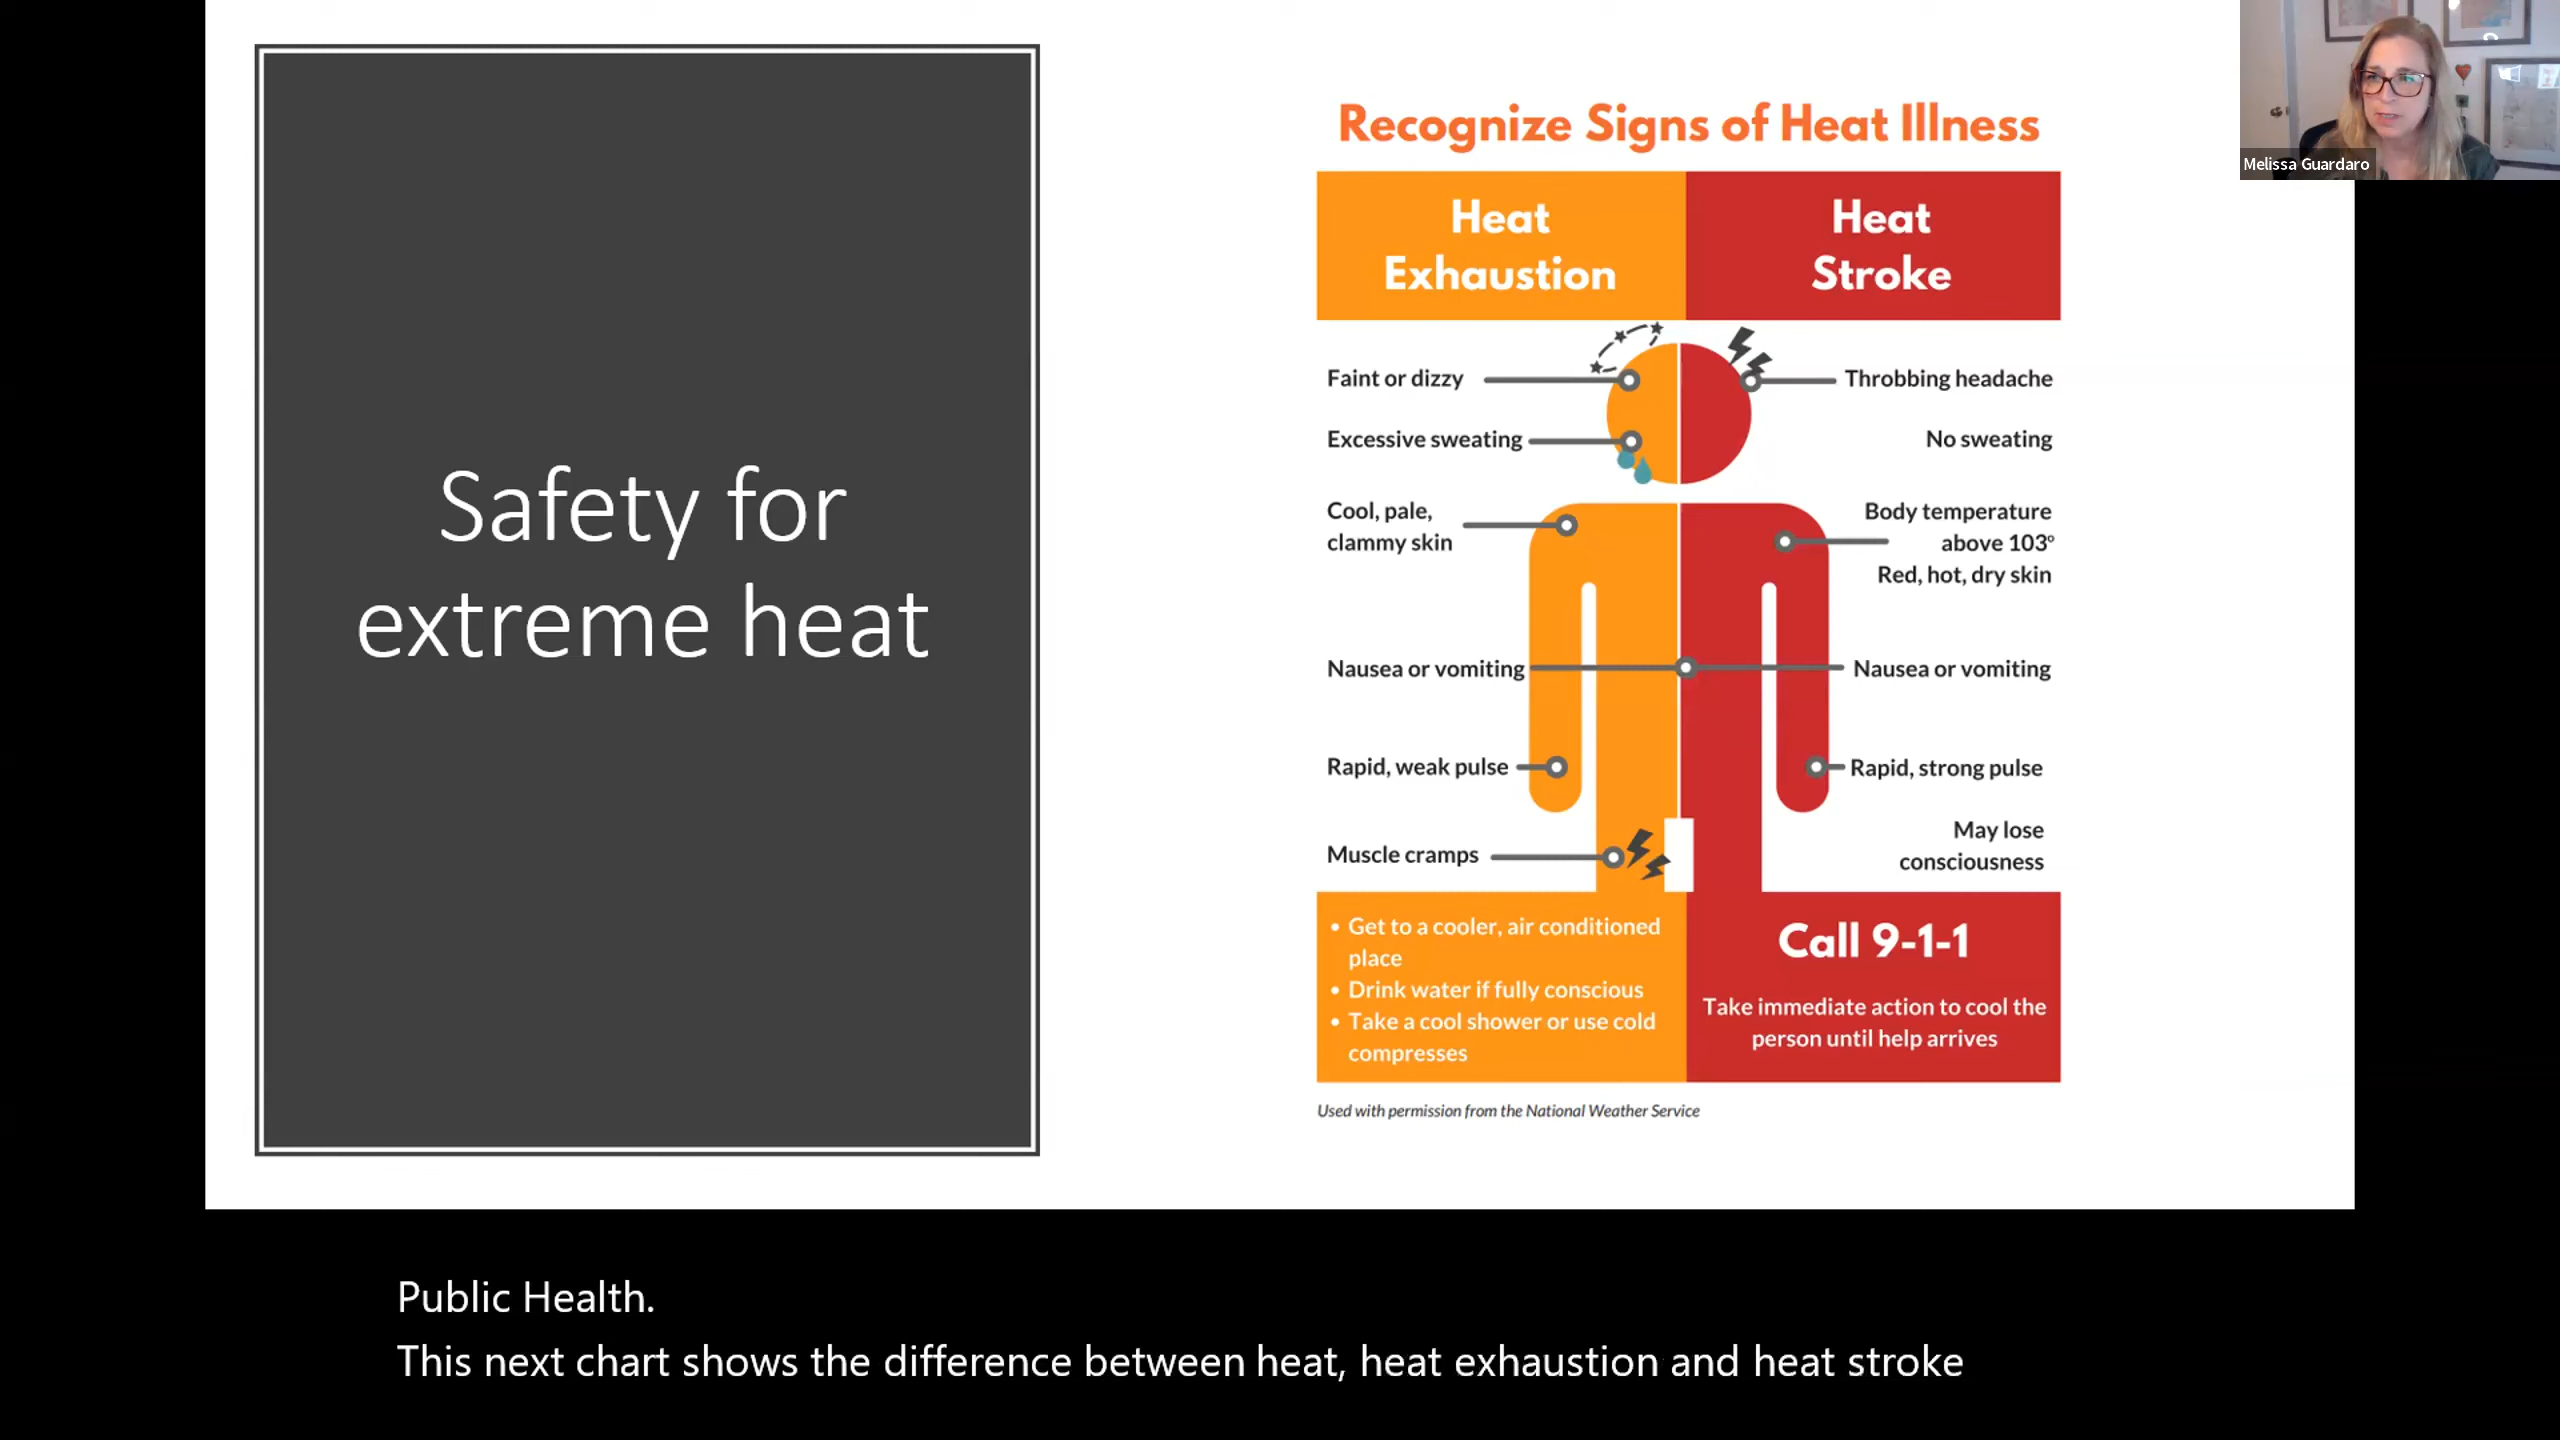 Safety for
extreme heat
Recognize Signs of Heat Illness
Heat
Exhaustion
Heat
Stroke
Faint or dizzy
Throbbing headache
Excessive sweating
No sweating
Cool, pale,
clammy skin
Body temperature
above 103°
Red, hot, dry skin
Nausea or vomiting
Nausea or vomiting
Rapid, weak pulse
Rapid, strong pulse
Muscle cramps
May lose
consciousness
• Get to a cooler, air conditioned
place
• Drink water if fully conscious
• Take a cool shower or use cold
compresses
Call 9-1-1
Take immediate action to cool the
person until help arrives
Used with permission from the National Weather Service
Melissa Guardaro
Public Health.
This next chart shows the difference between heat, heat exhaustion and heat stroke